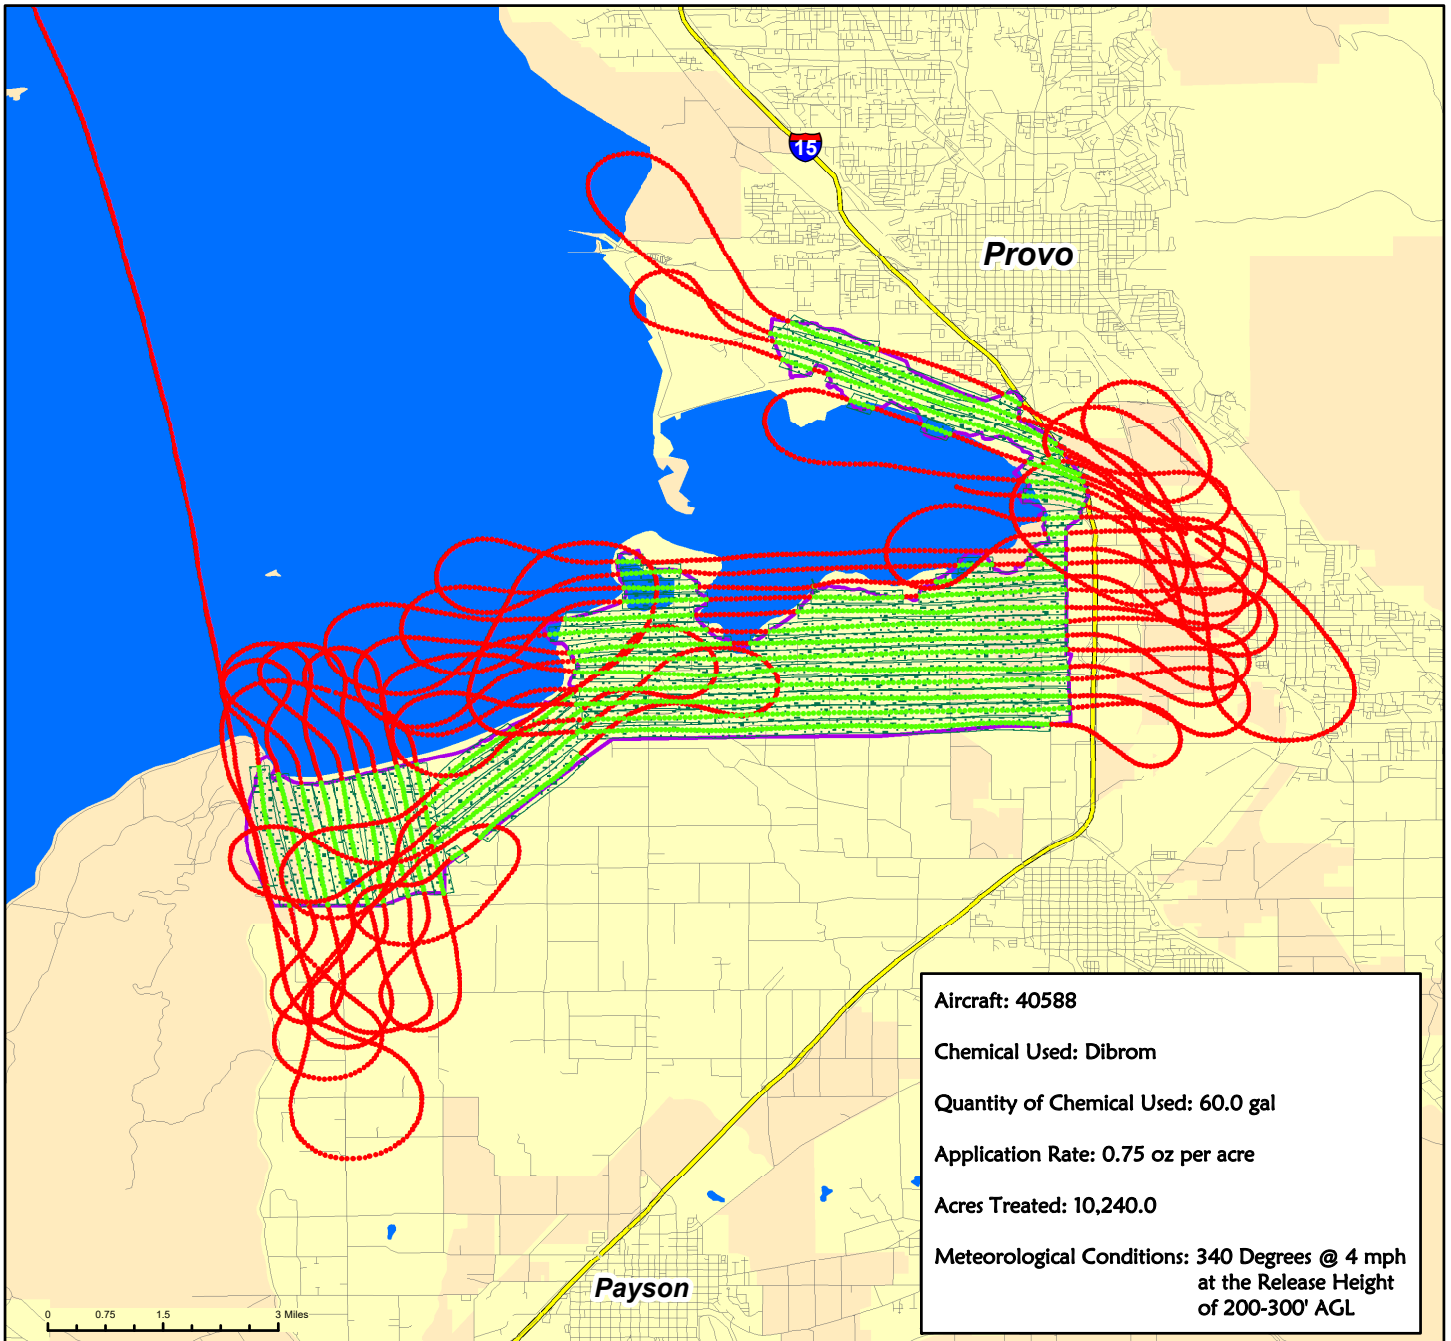 15
Provo
Aircraft: 40588
Chemical Used: Dibrom
Quantity of Chemical Used: 60.0 gal
Application Rate: 0.75 oz per acre
Acres Treated: 10,240.0
Meteorological Conditions: 340 Degrees @ 4 mph
at the Release Height
of 200-300' AGL
Payson
0 0.75 1.5 3 Miles